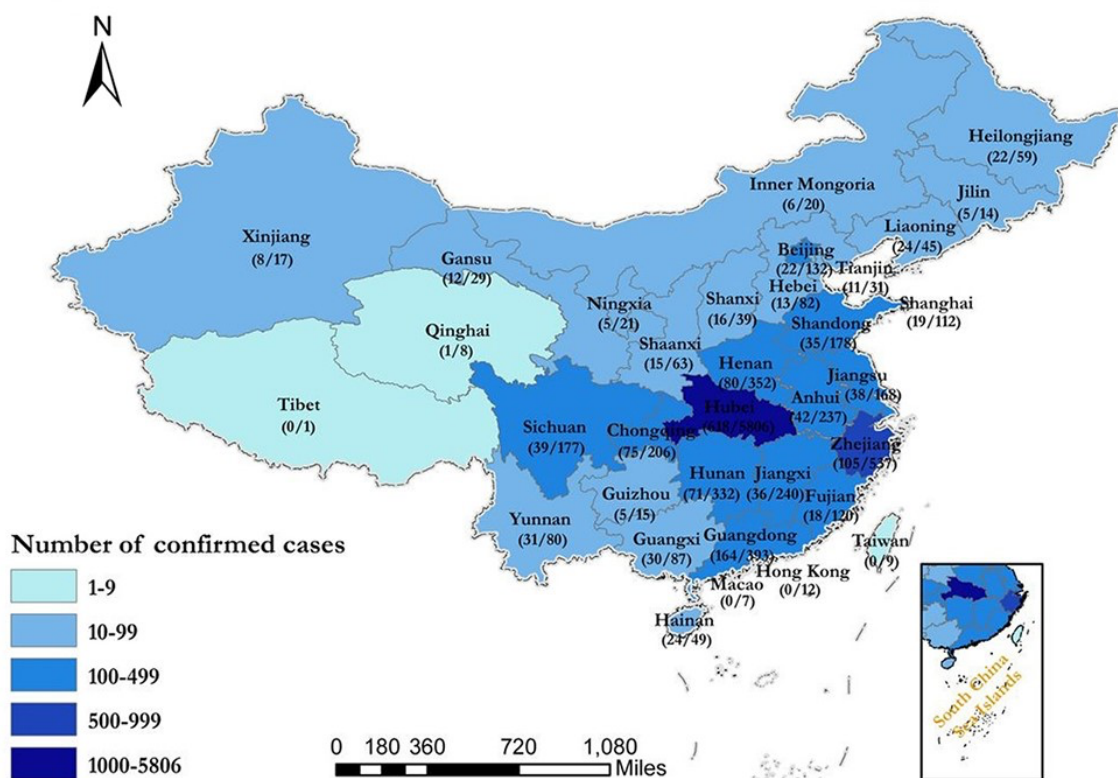 N
Heilongjiang
(22/59)
Inner Mongoria
(6/20)
Jilin
(5/14)
Liaoning
(24/45)
Xinjiang
(8/17)
Gansu
(12/29)
Beijing
(22/132)
Tianjin
(11/31)
Hebei
(13/82)
Ningxia
(5/21)
Shanxi
(16/39)
Shanghai
(19/112)
Qinghai
(1/8)
Shandong
(35/178)
Shaanxi
(15/63)
Henan
(80/352)
Jiangsu
(38/168)
Tibet
(0/1)
Anhui
(42/237)
Hubei
(618/5806)
Sichuan
(39/177)
Chongqing
(75/206)
Zhejiang
(105/537)
Hunan
(71/332)
Jiangxi
(36/240)
Guizhou
(5/15)
Fujian
(18/120)
Yunnan
(31/80)
Guangxi
(30/87)
Guangdong
(164/393)
Taiwan
(0/9)
Hong Kong
(0/12)
Macao
(0/7)
Hainan
(24/49)
Number of confirmed cases
1-9
10-99
100-499
500-999
1000-5806
0 180 360 720 1,080
Miles
South China
Sea Islands